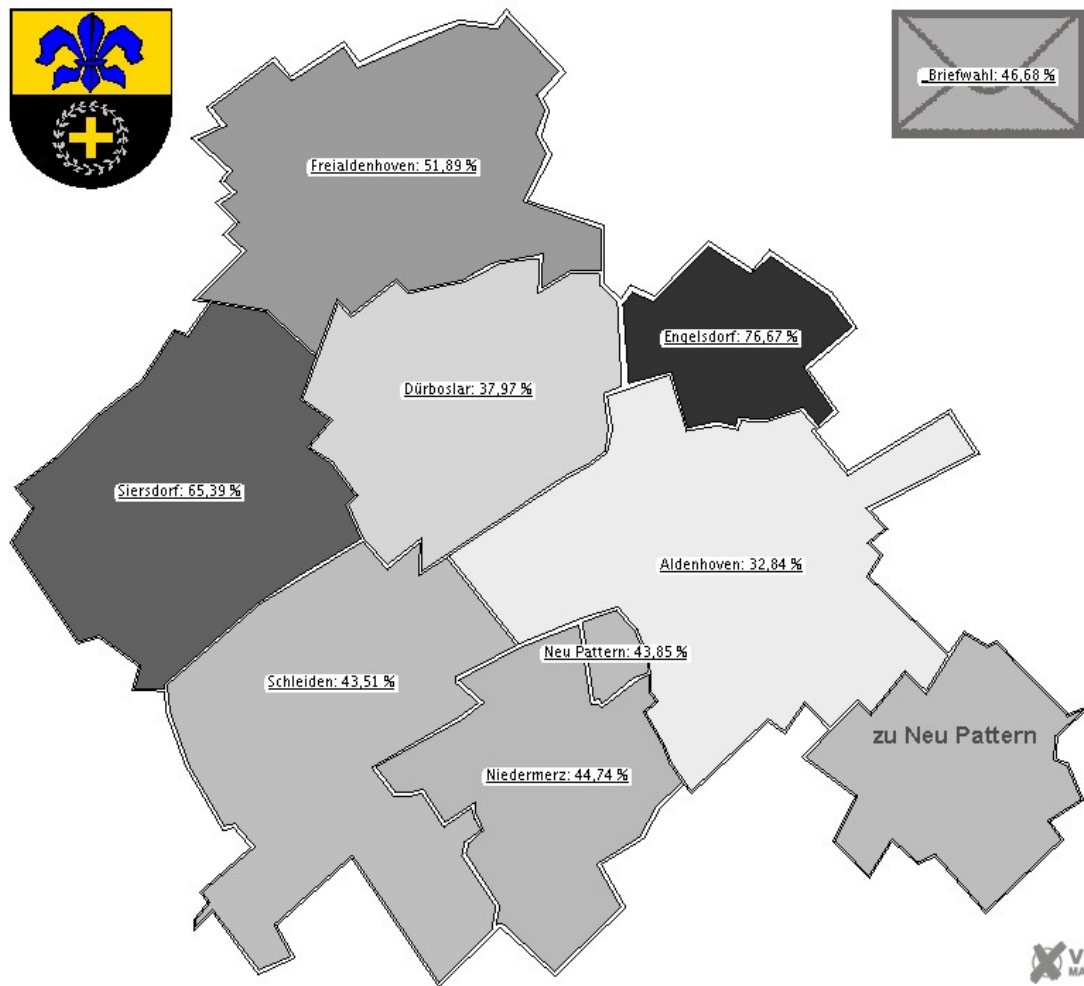 _Briefwahl: 46,68 %
Freialdenhoven: 51,89 %
Engelsdorf: 76,67 %
Dürboslar: 37,97 %
Siersdorf: 65,39 %
Aldenhoven: 32,84 %
Neu Pattern: 43,85 %
Schleiden: 43,51 %
zu Neu Pattern
Niedermerz: 44,74 %